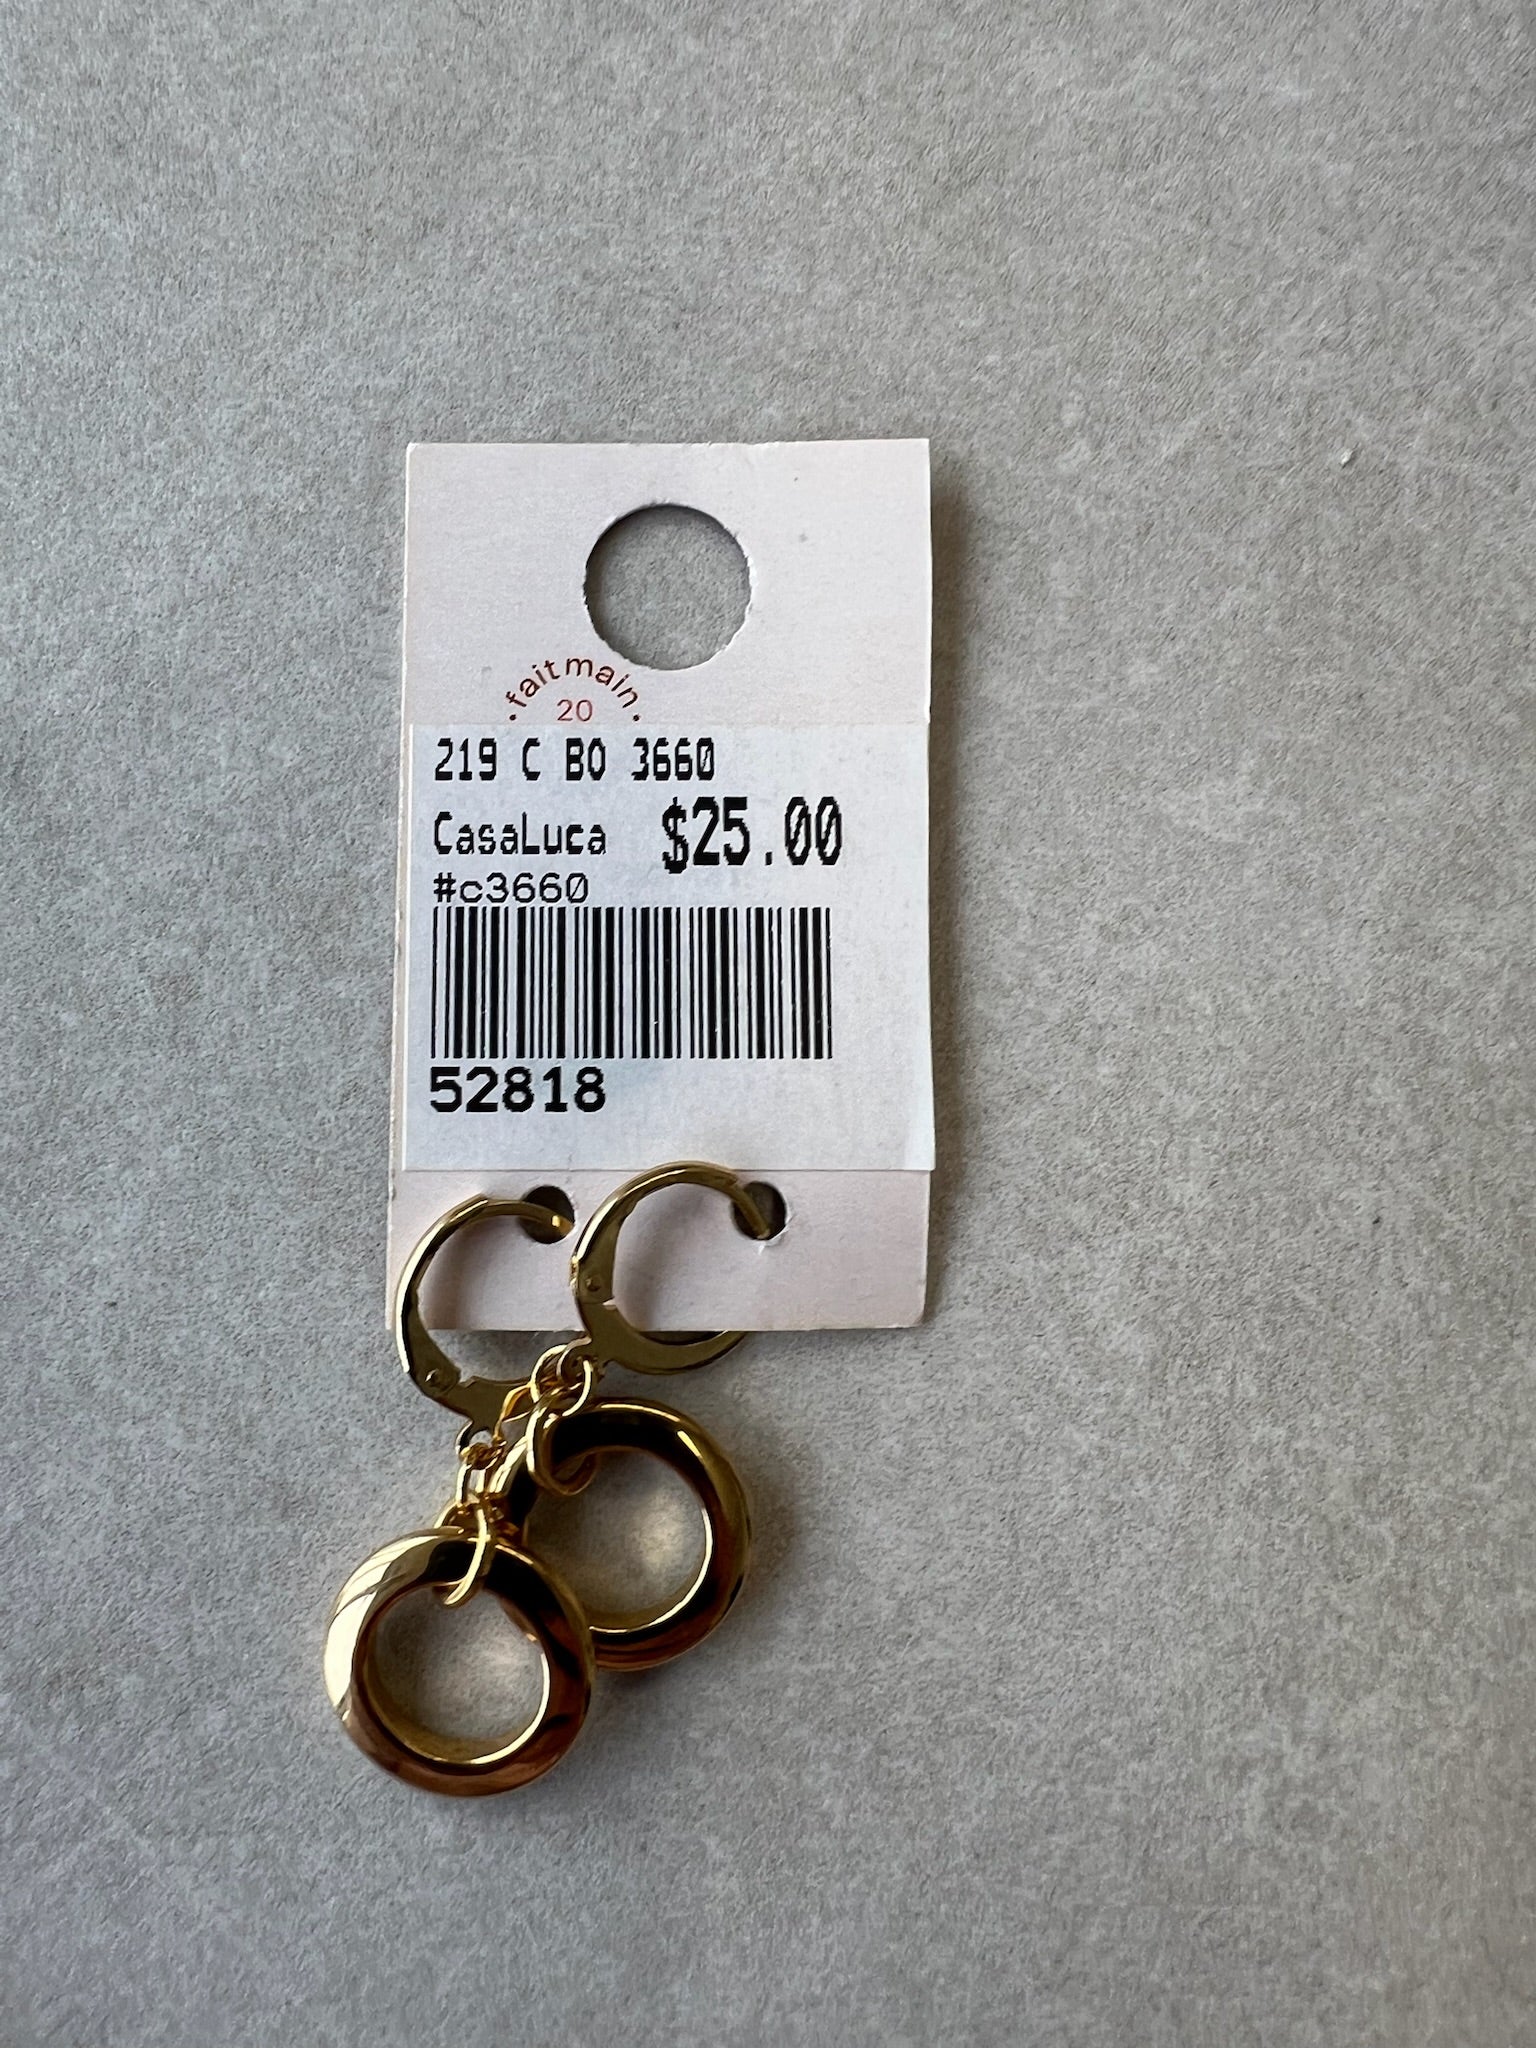 • fait main •
20
219 C BO 3660
CasaLuca $25.00
#c3660
52818